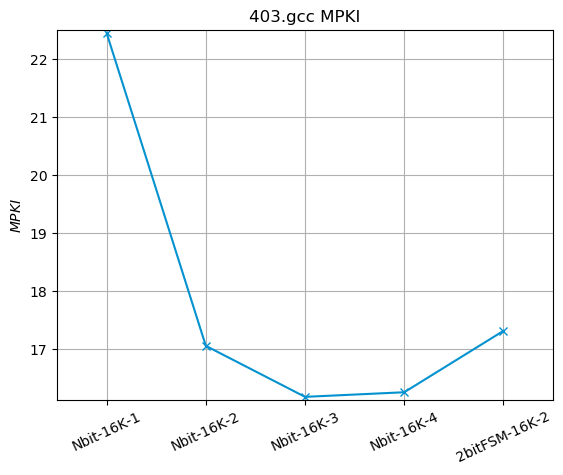 403.gcc MPKI
MPKI
22
21
20
19
18
17
Nbit-16K-1
Nbit-16K-2
Nbit-16K-3
Nbit-16K-4
2bitFSM-16K-2